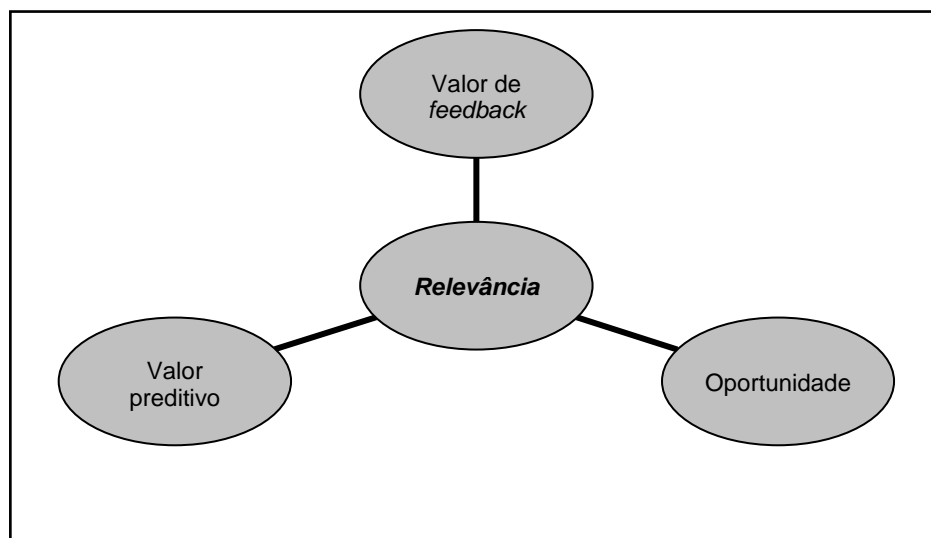 Valor de
feedback
Relevância
Valor
preditivo
Oportunidade